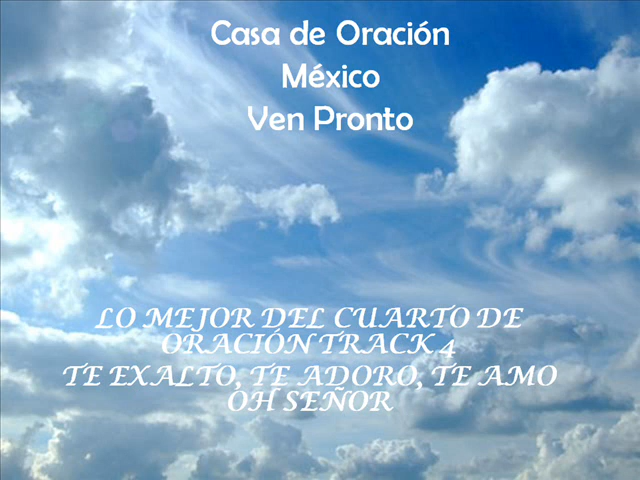 Casa de Oración
México
Ven Pronto
LO MEJOR DEL CUARTO DE
ORACIÓN TRACK 4
TE EXALTO, TE ADORO, TE AMO
OH SEÑOR